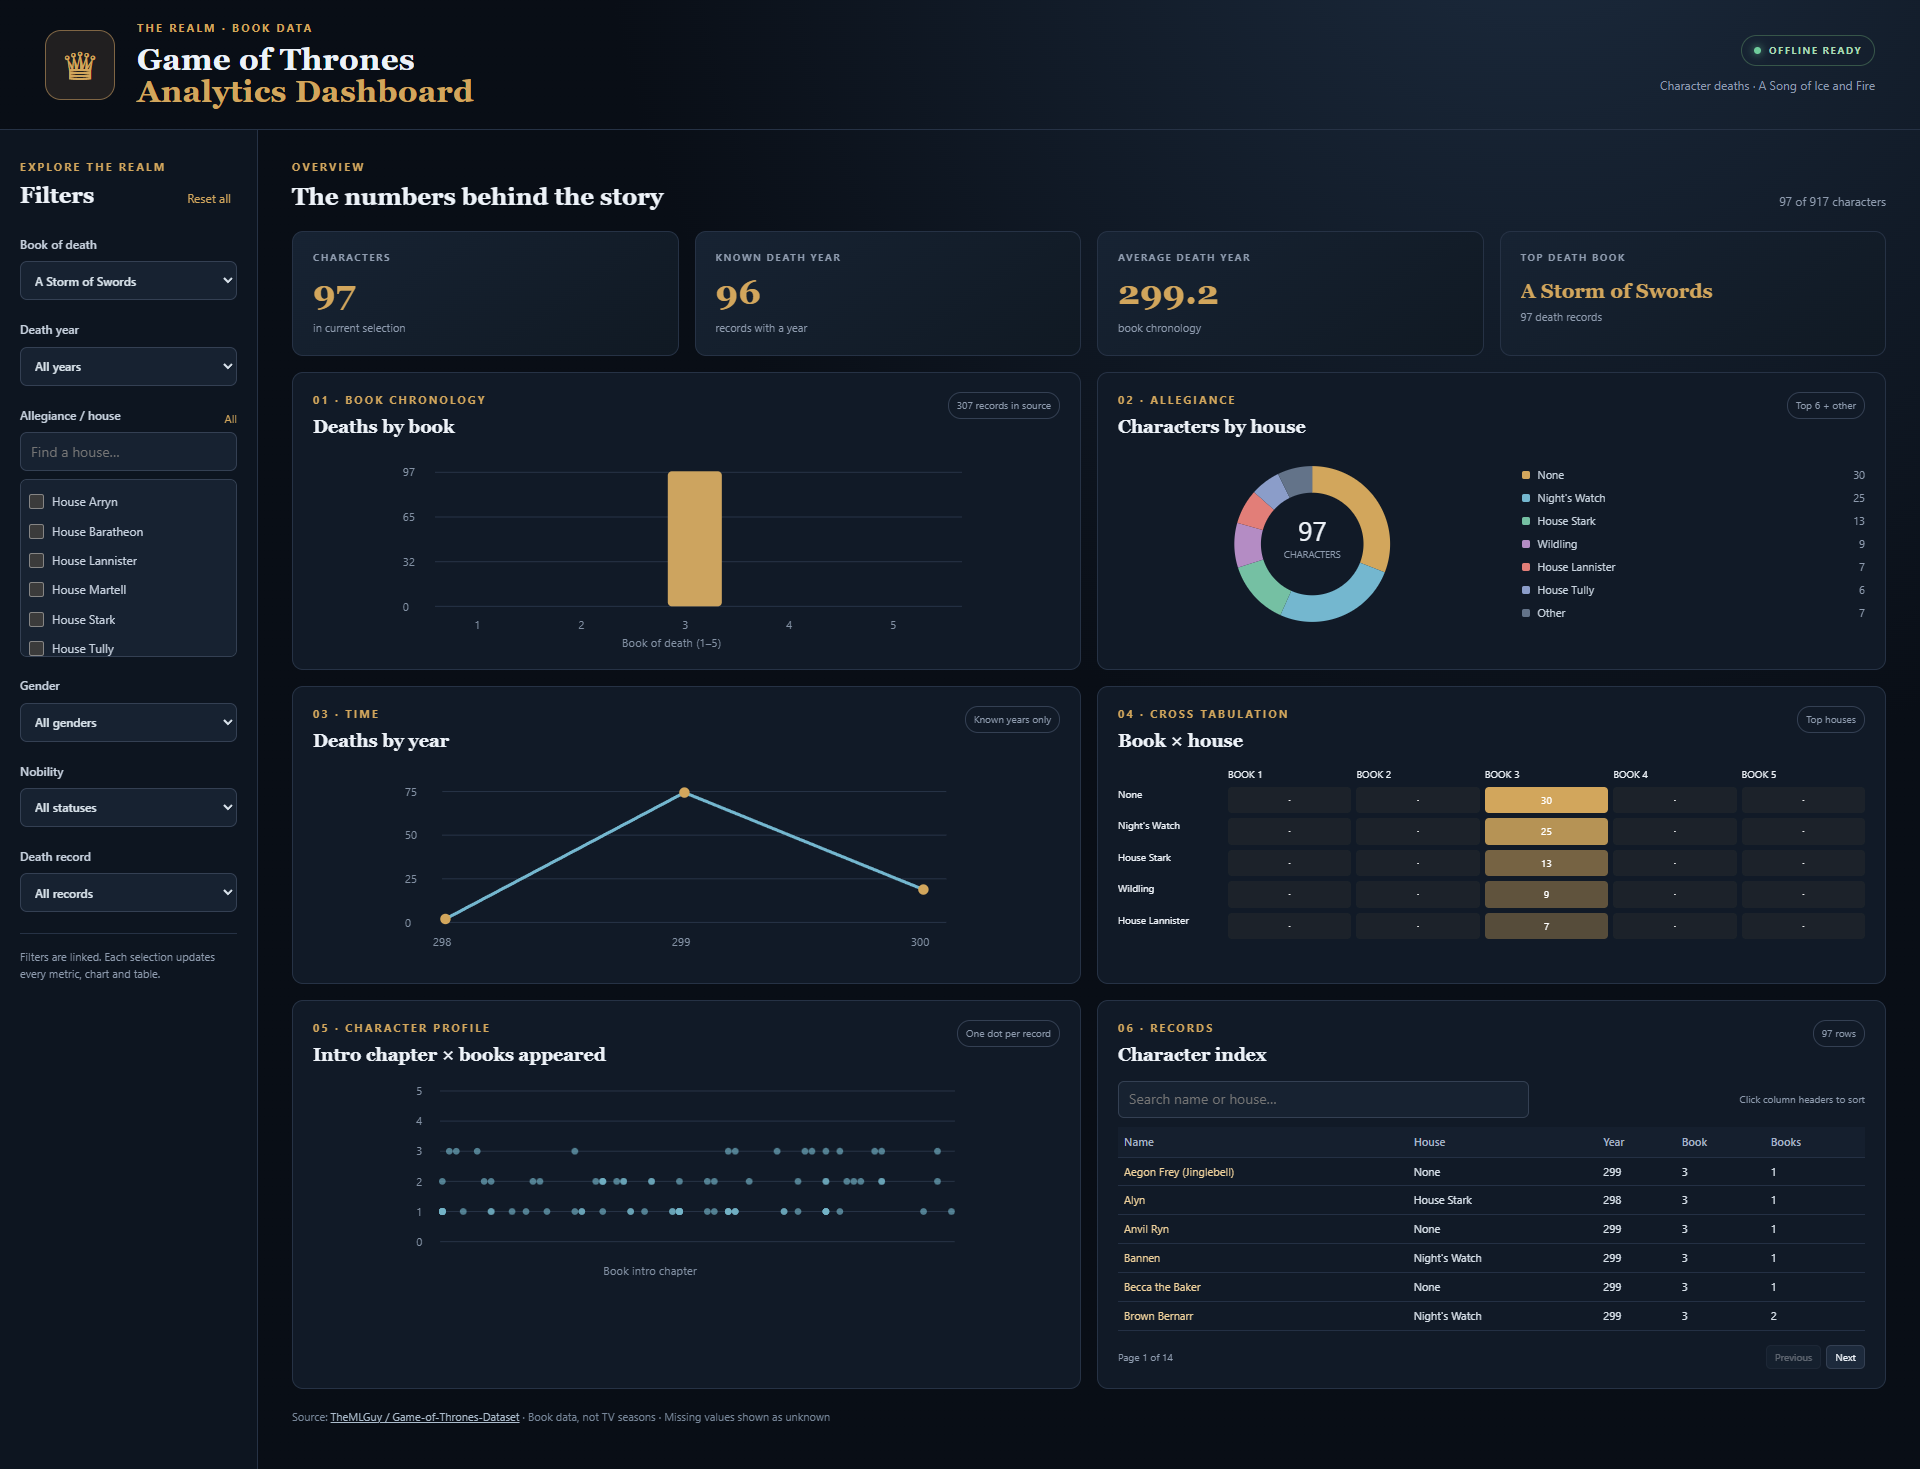 THE REALM · BOOK DATA
Game of Thrones
Analytics Dashboard
OFFLINE READY
Character deaths · A Song of Ice and Fire
EXPLORE THE REALM
Filters
Reset all
Book of death
A Storm of Swords
Death year
All years
Allegiance / house
All
Find a house...
House Arryn
House Baratheon
House Lannister
House Martell
House Stark
House Tully
Gender
All genders
Nobility
All statuses
Death record
All records
Filters are linked. Each selection updates
every metric, chart and table.
OVERVIEW
The numbers behind the story
97 of 917 characters
CHARACTERS
97
in current selection
KNOWN DEATH YEAR
96
records with a year
AVERAGE DEATH YEAR
299.2
book chronology
TOP DEATH BOOK
A Storm of Swords
97 death records
01 · BOOK CHRONOLOGY
Deaths by book
307 records in source
97
65
32
0
1 2 3 4 5
Book of death (1–5)
02 · ALLEGIANCE
Characters by house
Top 6 + other
97
CHARACTERS
None 30
Night's Watch 25
House Stark 13
Wildling 9
House Lannister 7
House Tully 6
Other 7
03 · TIME
Deaths by year
Known years only
75
50
25
0
298 299 300
04 · CROSS TABULATION
Book × house
Top houses
BOOK 1 BOOK 2 BOOK 3 BOOK 4 BOOK 5
None - - 30 - -
Night's Watch - - 25 - -
House Stark - - 13 - -
Wildling - - 9 - -
House Lannister - - 7 - -
05 · CHARACTER PROFILE
Intro chapter × books appeared
One dot per record
5
4
3
2
1
0
Book intro chapter
06 · RECORDS
Character index
97 rows
Search name or house...
Click column headers to sort
Name House Year Book Books
Aegon Frey (Jinglebell) None 299 3 1
Alyn House Stark 298 3 1
Anvil Ryn None 299 3 1
Bannen Night's Watch 299 3 1
Becca the Baker None 299 3 1
Brown Bernarr Night's Watch 299 3 2
Page 1 of 14
Previous Next
Source: TheMLGuy / Game-of-Thrones-Dataset · Book data, not TV seasons · Missing values shown as unknown